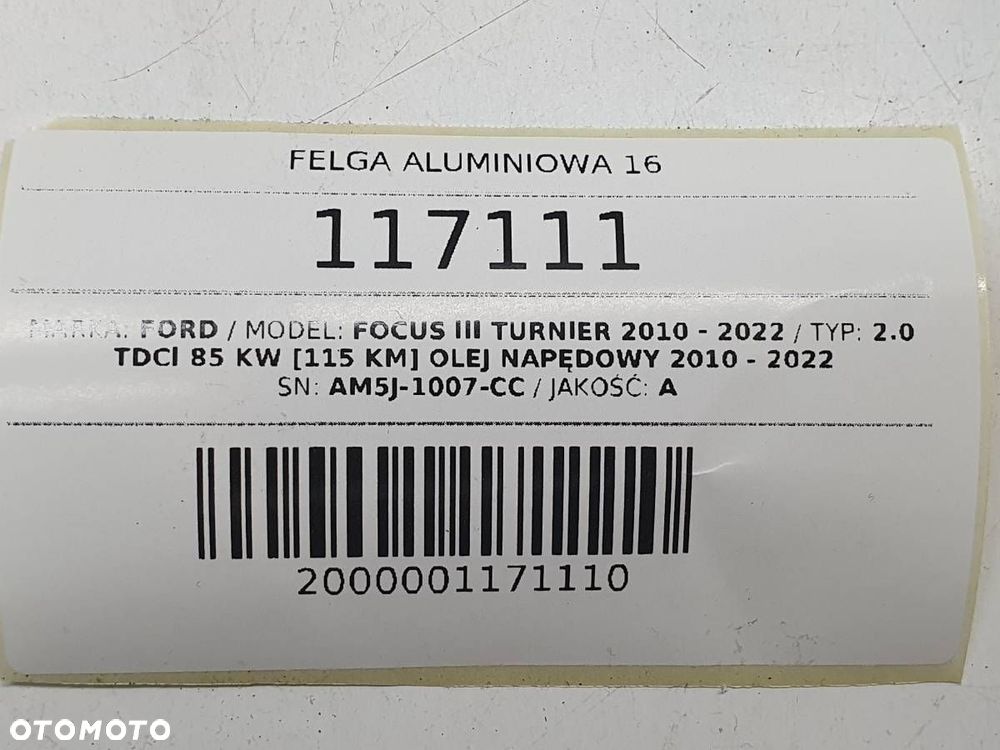 FELGA ALUMINIOWA 16
117111
MARKA: FORD / MODEL: FOCUS III TURNIER 2010 - 2022 / TYP: 2.0
TDCI 85 KW [115 KM] OLEJ NAPĘDOWY 2010 - 2022
SN: AM5J-1007-CC / JAKOŚĆ: A
2000001171110
OTOMOTO